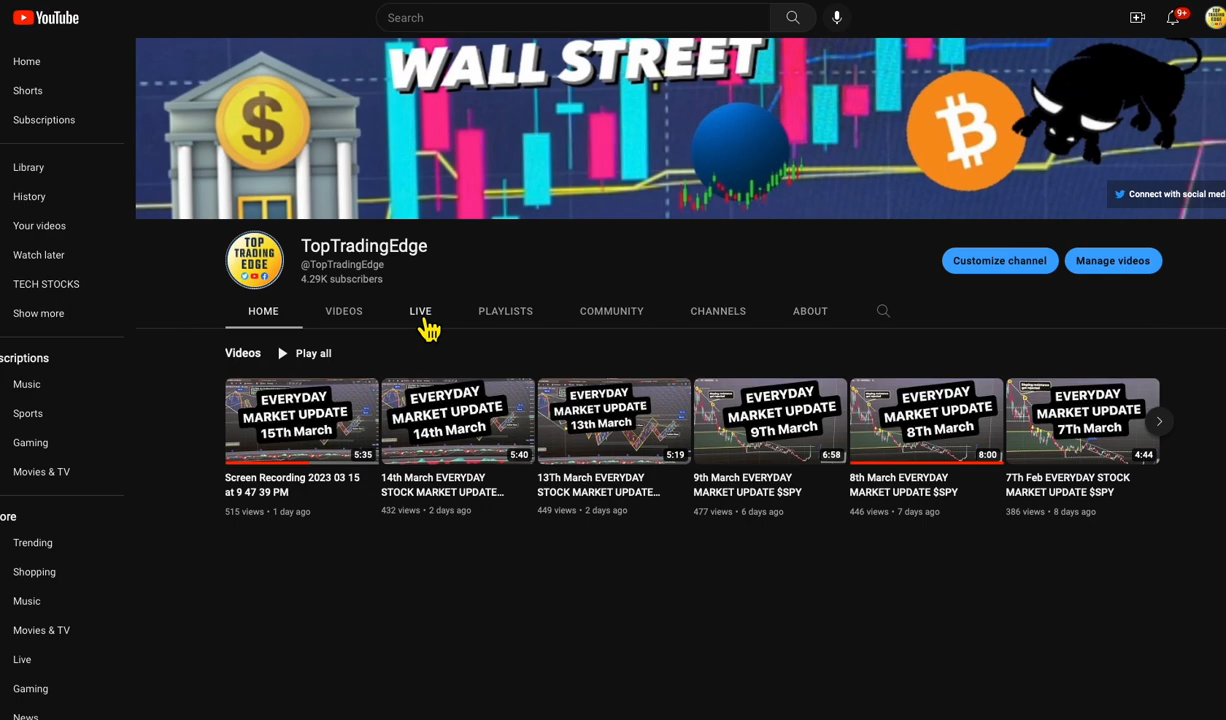 YouTube
Search
9+
Home
Shorts
Subscriptions
Library
History
Your videos
Watch later
TECH STOCKS
Show more
scriptions
Music
Sports
Gaming
Movies & TV
ore
Trending
Shopping
Music
Movies & TV
Live
Gaming
News
WALL STREET
Connect with social med
TOP
TRADING
EDGE
TopTradingEdge
@TopTradingEdge
4.29K subscribers
Customize channel
Manage videos
HOME
VIDEOS
LIVE
PLAYLISTS
COMMUNITY
CHANNELS
ABOUT
Videos
Play all
EVERYDAY
MARKET UPDATE
15Th March
5:35
Screen Recording 2023 03 15
at 9 47 39 PM
515 views • 1 day ago
EVERYDAY
MARKET UPDATE
14th March
5:40
14th March EVERYDAY
STOCK MARKET UPDATE...
432 views • 2 days ago
EVERYDAY
MARKET UPDATE
13th March
5:19
13Th March EVERYDAY
STOCK MARKET UPDATE...
449 views • 2 days ago
EVERYDAY
MARKET UPDATE
9Th March
6:58
9th March EVERYDAY
MARKET UPDATE $SPY
477 views • 6 days ago
EVERYDAY
MARKET UPDATE
8Th March
8:00
8th March EVERYDAY
MARKET UPDATE $SPY
446 views • 7 days ago
EVERYDAY
MARKET UPDATE
7Th March
4:44
7Th Feb EVERYDAY STOCK
MARKET UPDATE $SPY
386 views • 8 days ago